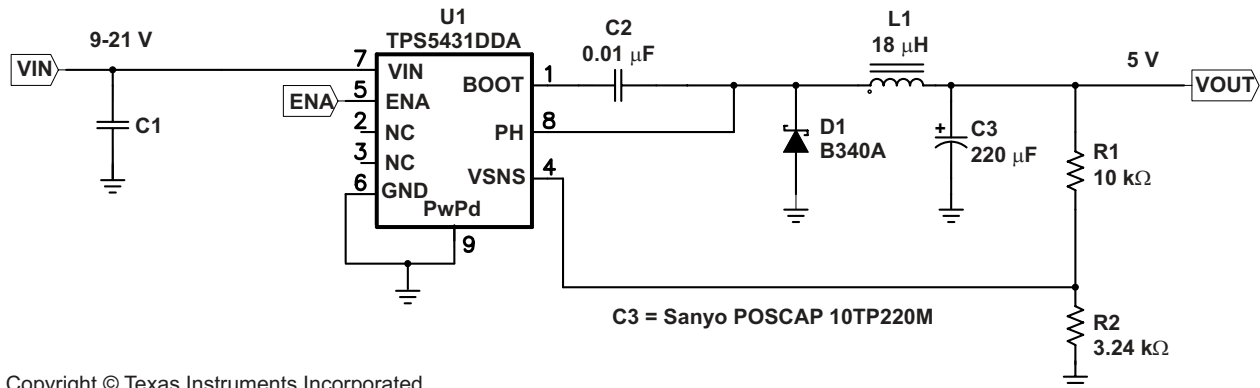 U1
TPS5431DDA
9-21 V
VIN
C1
ENA
7
5
2
3
6
VIN
ENA
NC
NC
GND
BOOT
PH
VSNS
PwPd
1
8
4
9
C2
0.01 μF
L1
18 μH
D1
B340A
+
C3
220 μF
5 V
VOUT
R1
10 kΩ
C3 = Sanyo POSCAP 10TP220M
R2
3.24 kΩ
Copyright © Texas Instruments Incorporated